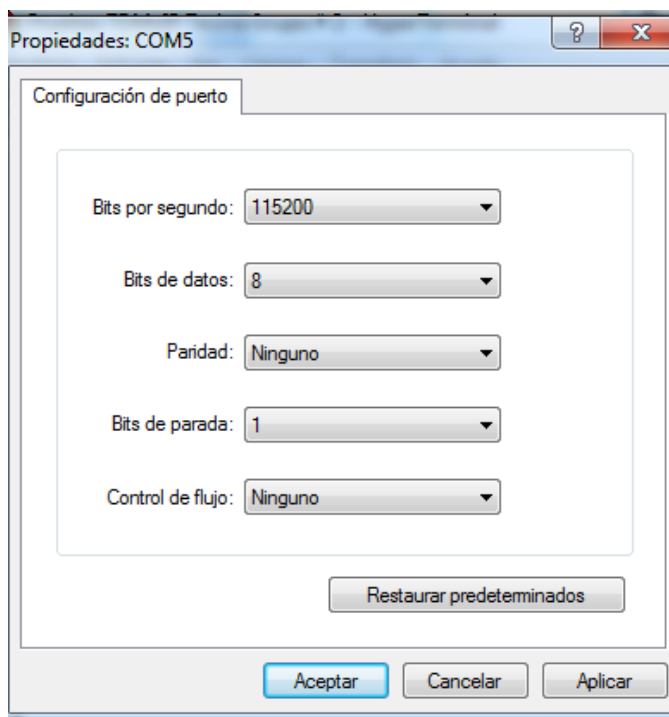 Propiedades: COM5
Configuración de puerto
Bits por segundo: 115200
Bits de datos: 8
Paridad: Ninguno
Bits de parada: 1
Control de flujo: Ninguno
Restaurar predeterminados
Aceptar Cancelar Aplicar